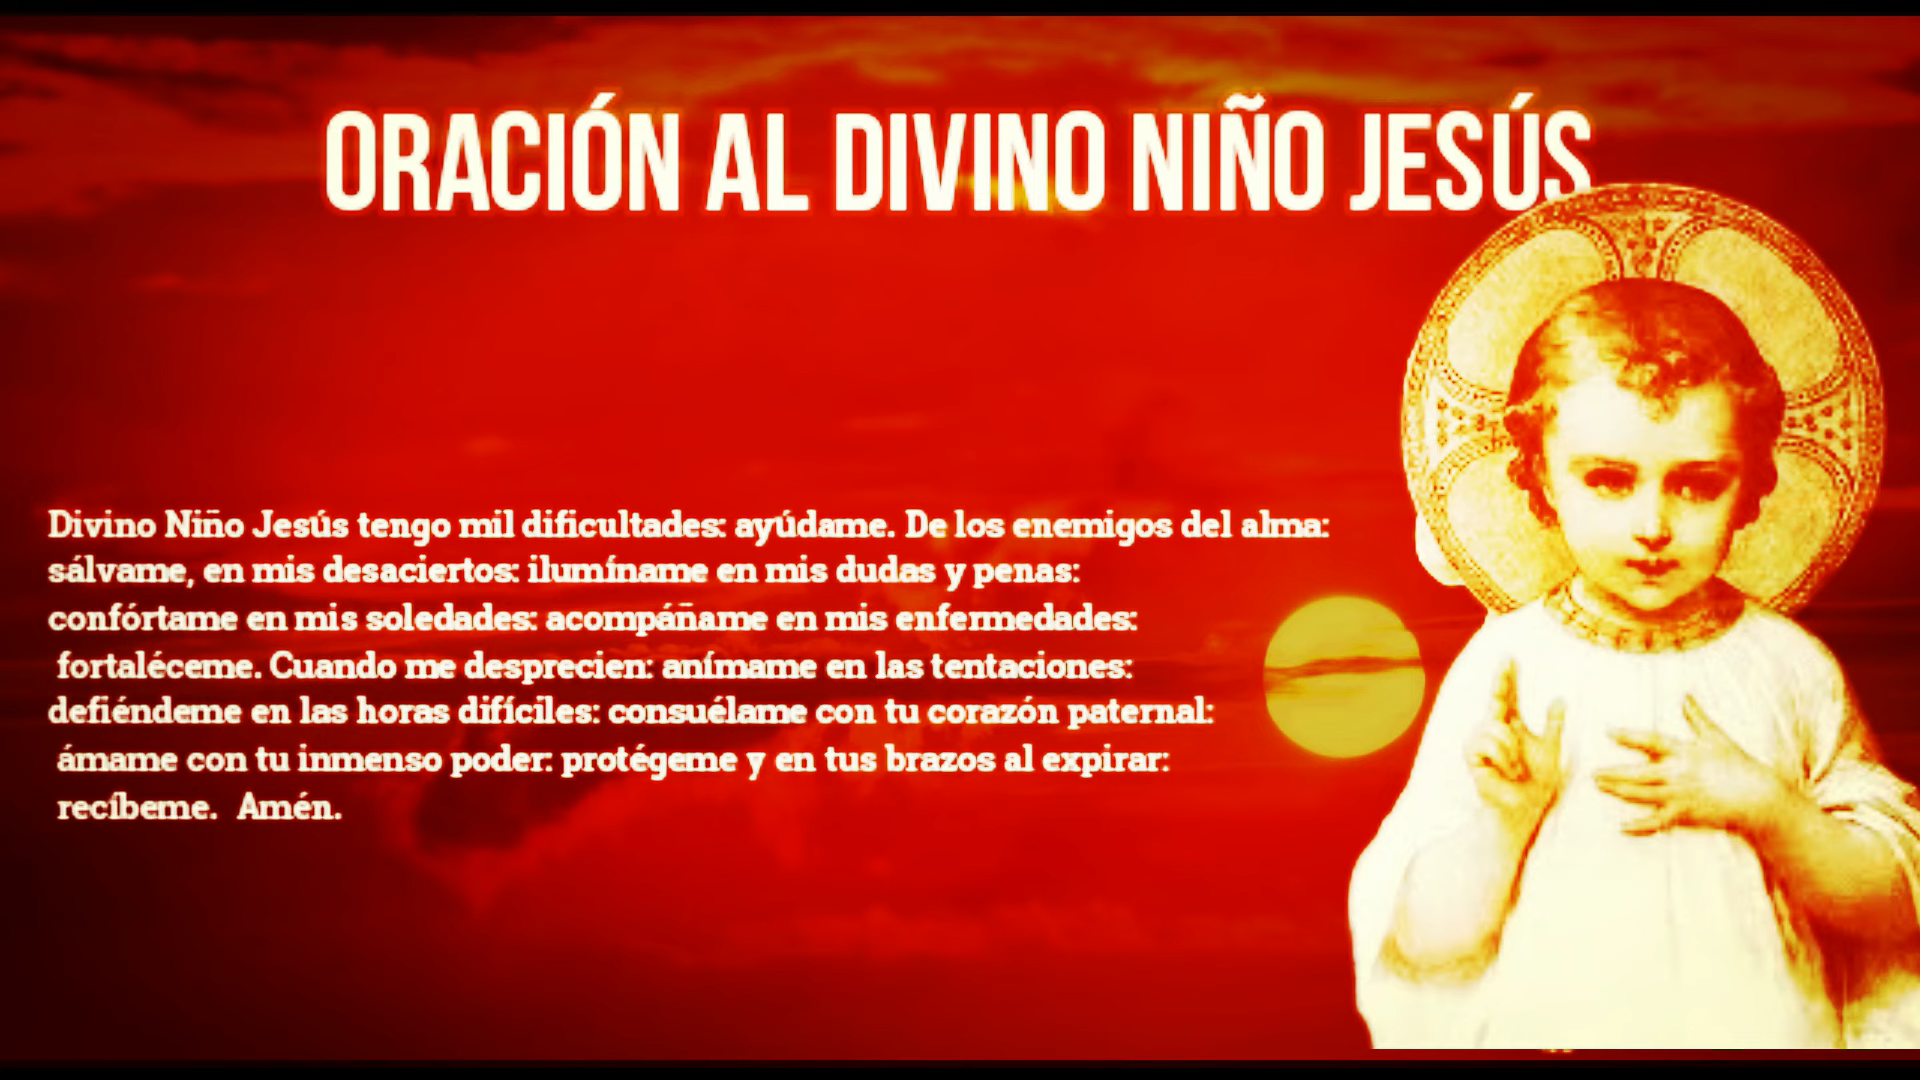 ORACIÓN AL DIVINO NIÑO JESÚS
Divino Niño Jesús tengo mil dificultades: ayúdame. De los enemigos del alma:
sálvame, en mis desaciertos: ilumíname en mis dudas y penas:
confórtame en mis soledades: acompáñame en mis enfermedades:
fortaléceme. Cuando me desprecien: anímame en las tentaciones:
defiéndeme en las horas difíciles: consuélame con tu corazón paternal:
ámame con tu inmenso poder: protégeme y en tus brazos al expirar:
recíbeme. Amén.